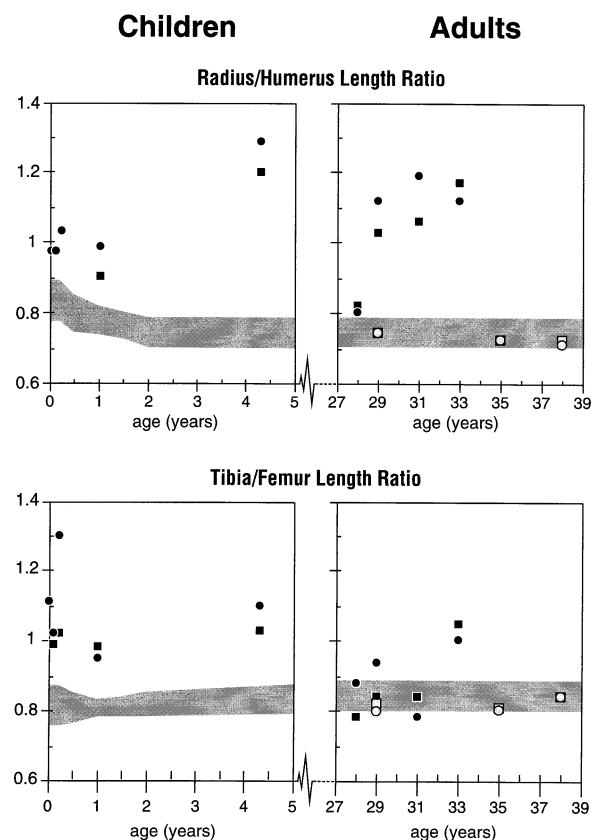 Children Adults
Radius/Humerus Length Ratio
1.4
1.2
1
0.8
0.6
0 1 2 3 4 5 27 29 31 33 35 37 39
age (years) age (years)
Tibia/Femur Length Ratio
1.4
1.2
1
0.8
0.6
0 1 2 3 4 5 27 29 31 33 35 37 39
age (years) age (years)